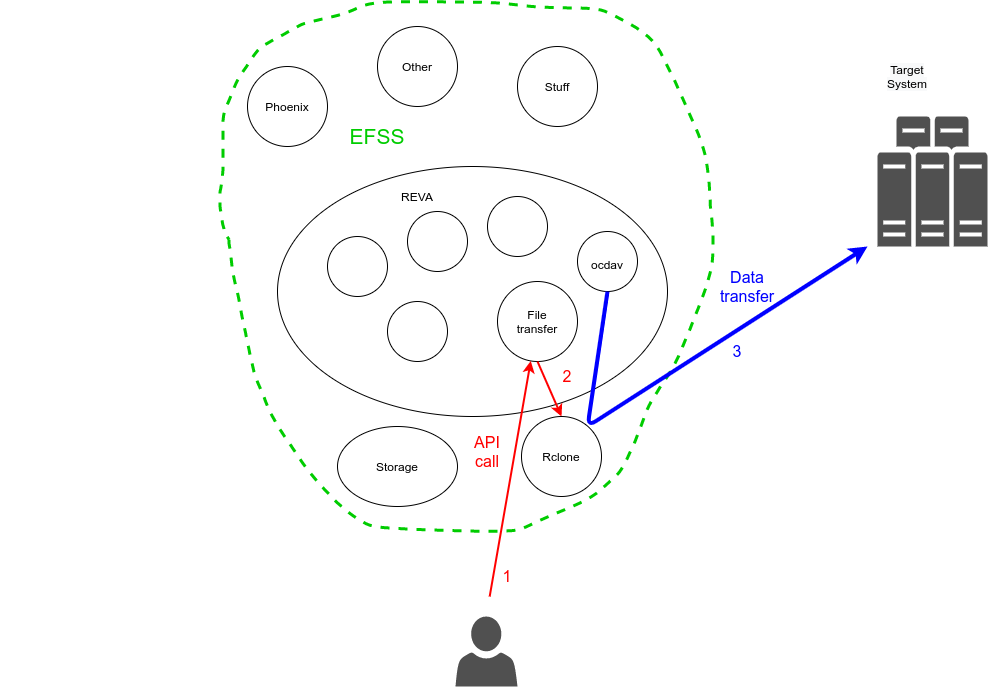 Other
Stuff
Phoenix
EFSS
Target
System
REVA
ocdav
File
transfer
Data
transfer
3
2
API
call
Storage
Rclone
1